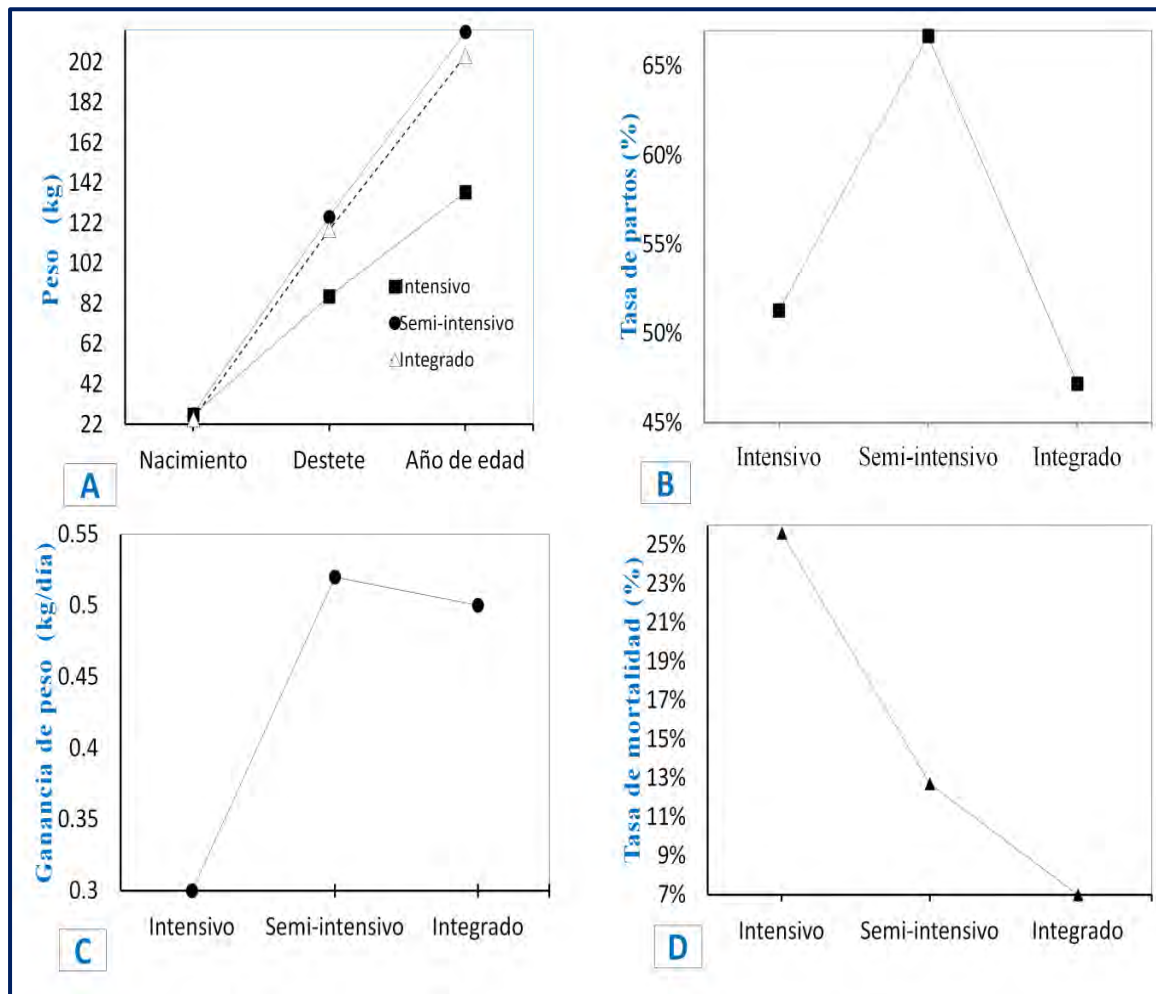 Peso (kg)
202
182
162
142
122
102
82
62
42
22
Intensivo
Semi-intensivo
Integrado
Nacimiento Destete Año de edad
A
Tasa de partos (%)
65%
60%
55%
50%
45%
Intensivo Semi-intensivo Integrado
B
Ganancia de peso (kg/día)
0.55
0.5
0.45
0.4
0.35
0.3
Intensivo Semi-intensivo Integrado
C
Tasa de mortalidad (%)
25%
23%
21%
19%
17%
15%
13%
11%
9%
7%
Intensivo Semi-intensivo Integrado
D